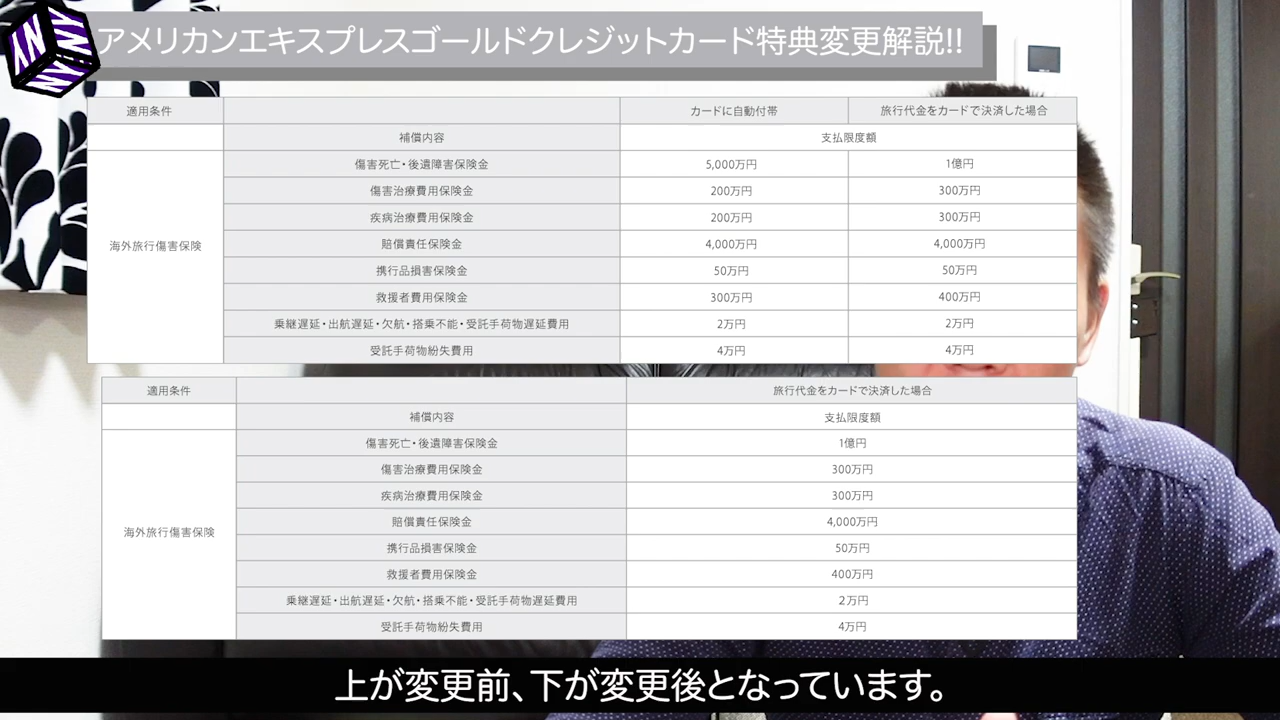 NY
NY
NY
アメリカンエキスプレスゴールドクレジットカード特典変更解説!!
適用条件 カードに自動付帯 旅行代金をカードで決済した場合
補償内容 支払限度額
傷害死亡・後遺障害保険金 5,000万円 1億円
傷害治療費用保険金 200万円 300万円
疾病治療費用保険金 200万円 300万円
海外旅行傷害保険 賠償責任保険金 4,000万円 4,000万円
携行品損害保険金 50万円 50万円
救援者費用保険金 300万円 400万円
乗継遅延・出航遅延・欠航・搭乗不能・受託手荷物遅延費用 2万円 2万円
受託手荷物紛失費用 4万円 4万円
適用条件 旅行代金をカードで決済した場合
補償内容 支払限度額
傷害死亡・後遺障害保険金 1億円
傷害治療費用保険金 300万円
疾病治療費用保険金 300万円
海外旅行傷害保険 賠償責任保険金 4,000万円
携行品損害保険金 50万円
救援者費用保険金 400万円
乗継遅延・出航遅延・欠航・搭乗不能・受託手荷物遅延費用 2万円
受託手荷物紛失費用 4万円
上が変更前、下が変更後となっています。